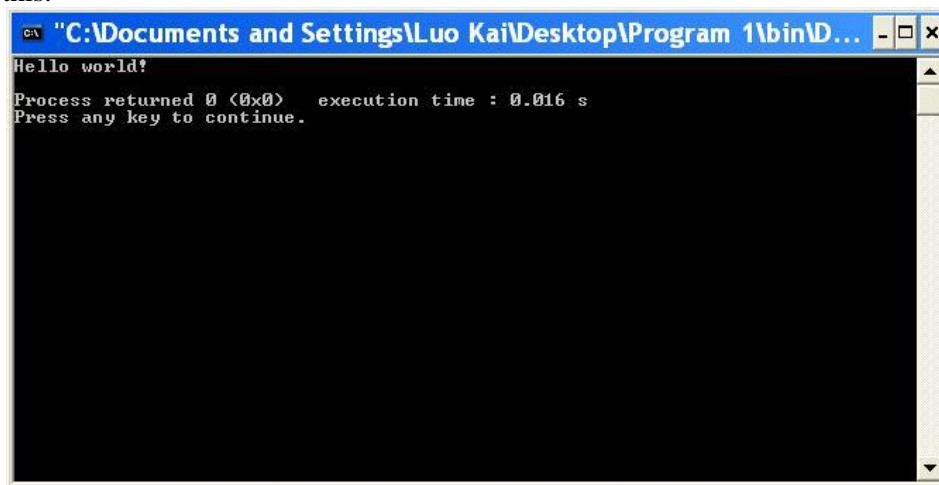 this:
"C:\Documents and Settings\Luo Kai\Desktop\Program 1\bin\D...
Hello world!
Process returned 0 (0x0)   execution time : 0.016 s
Press any key to continue.